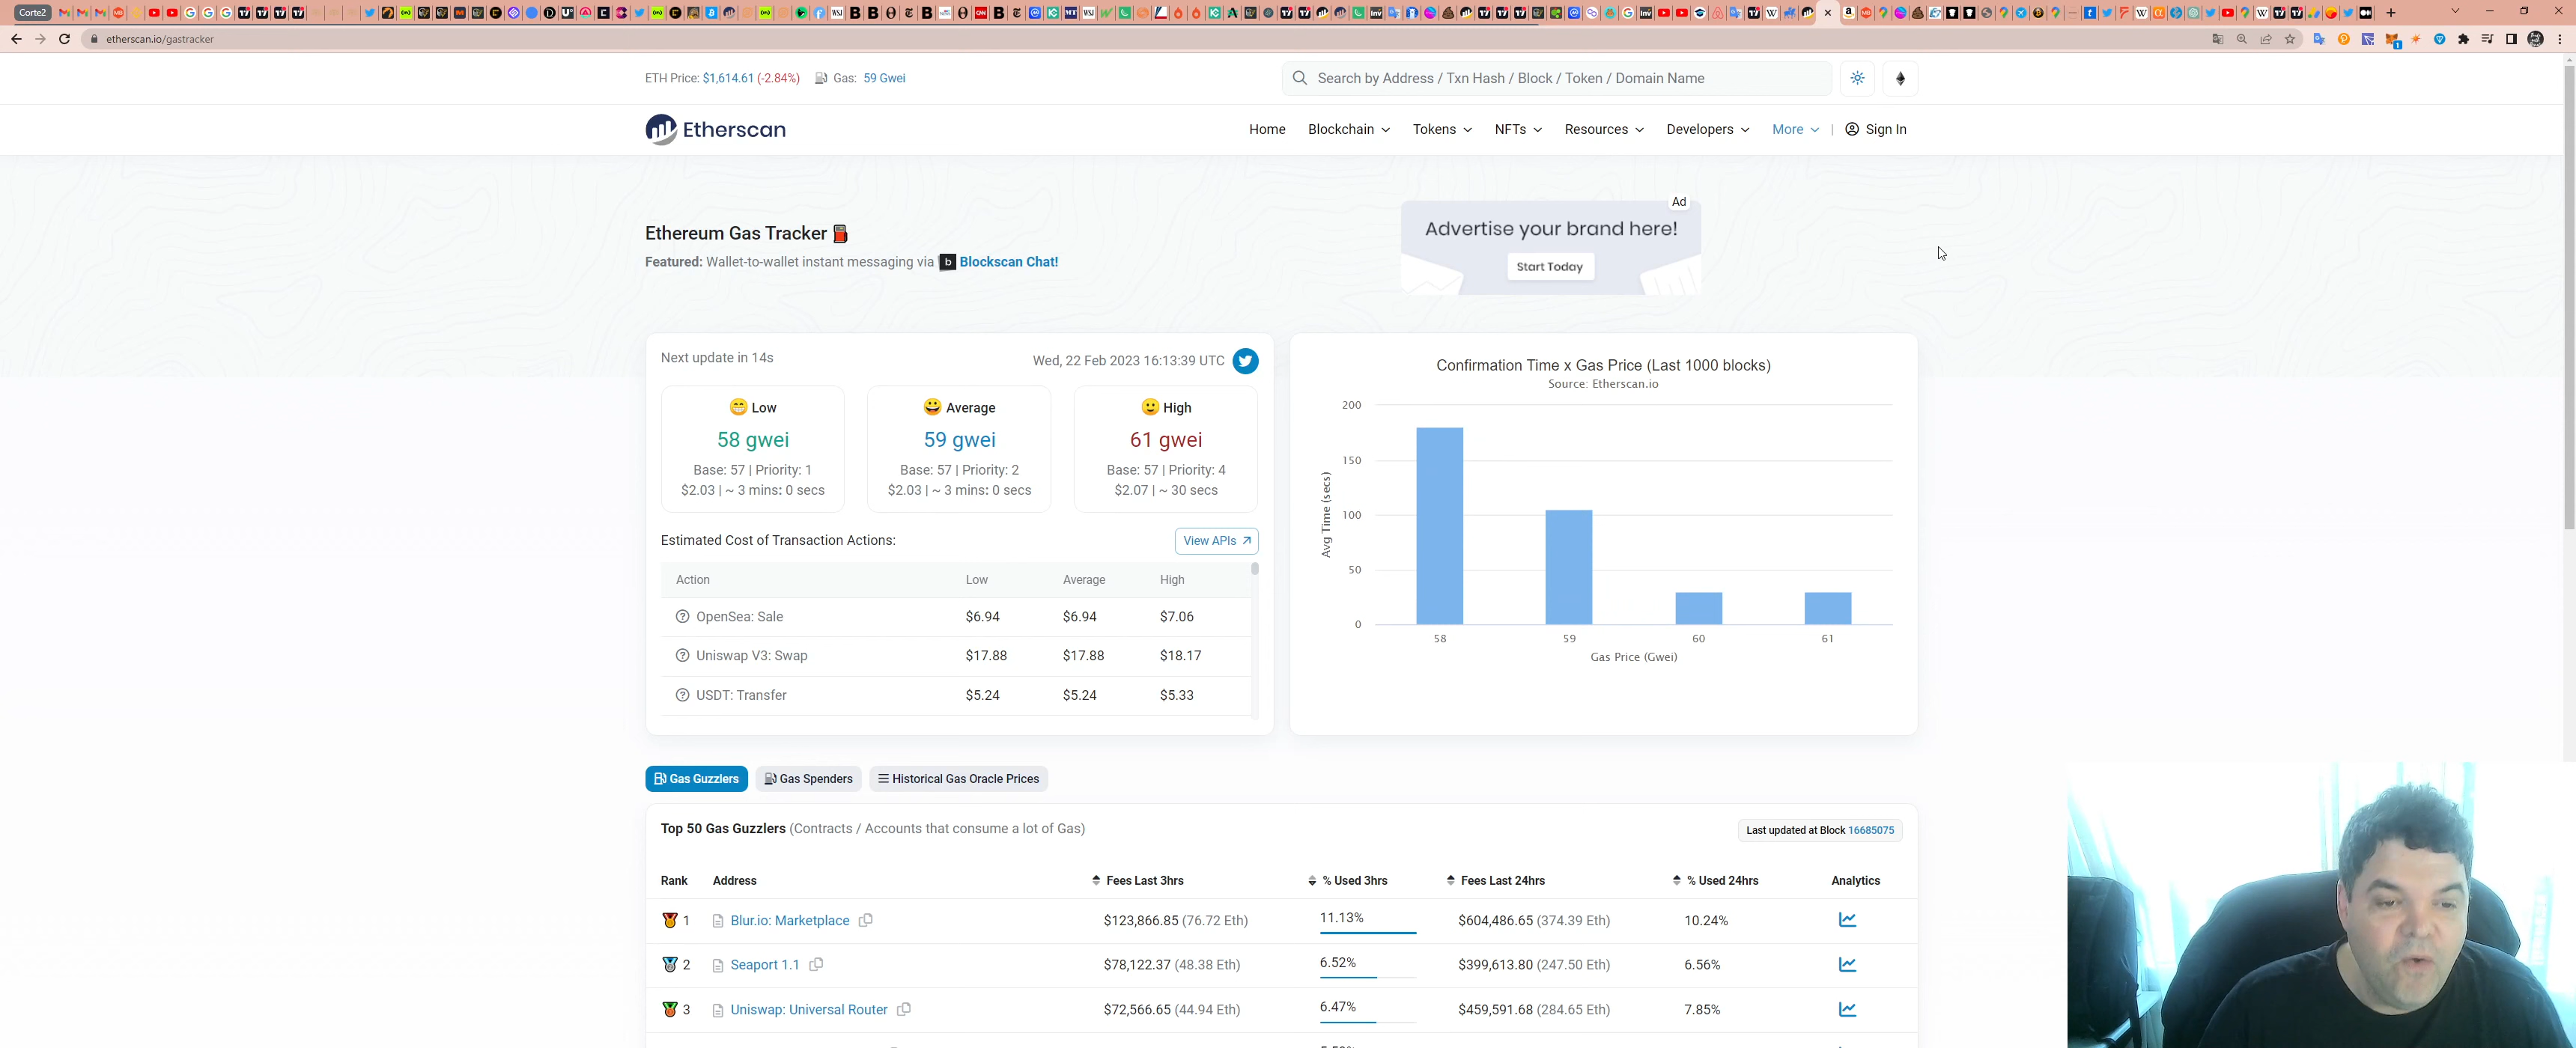 Corte2
etherscan.io/gastracker
ETH Price: $1,614.61 (-2.84%) Gas: 59 Gwei
Search by Address / Txn Hash / Block / Token / Domain Name
Etherscan
Home Blockchain Tokens NFTs Resources Developers More | Sign In
Ethereum Gas Tracker
Featured: Wallet-to-wallet instant messaging via b Blockscan Chat!
Ad
Advertise your brand here!
Start Today
Next update in 14s
Wed, 22 Feb 2023 16:13:39 UTC
Low
58 gwei
Base: 57 | Priority: 1
$2.03 | ~ 3 mins: 0 secs
Average
59 gwei
Base: 57 | Priority: 2
$2.03 | ~ 3 mins: 0 secs
High
61 gwei
Base: 57 | Priority: 4
$2.07 | ~ 30 secs
Estimated Cost of Transaction Actions:
View APIs
Action Low Average High
OpenSea: Sale $6.94 $6.94 $7.06
Uniswap V3: Swap $17.88 $17.88 $18.17
USDT: Transfer $5.24 $5.24 $5.33
Confirmation Time x Gas Price (Last 1000 blocks)
Source: Etherscan.io
Avg Time (secs)
200
150
100
50
0
58 59 60 61
Gas Price (Gwei)
Gas Guzzlers Gas Spenders Historical Gas Oracle Prices
Top 50 Gas Guzzlers (Contracts / Accounts that consume a lot of Gas)
Last updated at Block 16685075
Rank Address Fees Last 3hrs % Used 3hrs Fees Last 24hrs % Used 24hrs Analytics
1 Blur.io: Marketplace $123,866.85 (76.72 Eth) 11.13% $604,486.65 (374.39 Eth) 10.24%
2 Seaport 1.1 $78,122.37 (48.38 Eth) 6.52% $399,613.80 (247.50 Eth) 6.56%
3 Uniswap: Universal Router $72,566.65 (44.94 Eth) 6.47% $459,591.68 (284.65 Eth) 7.85%